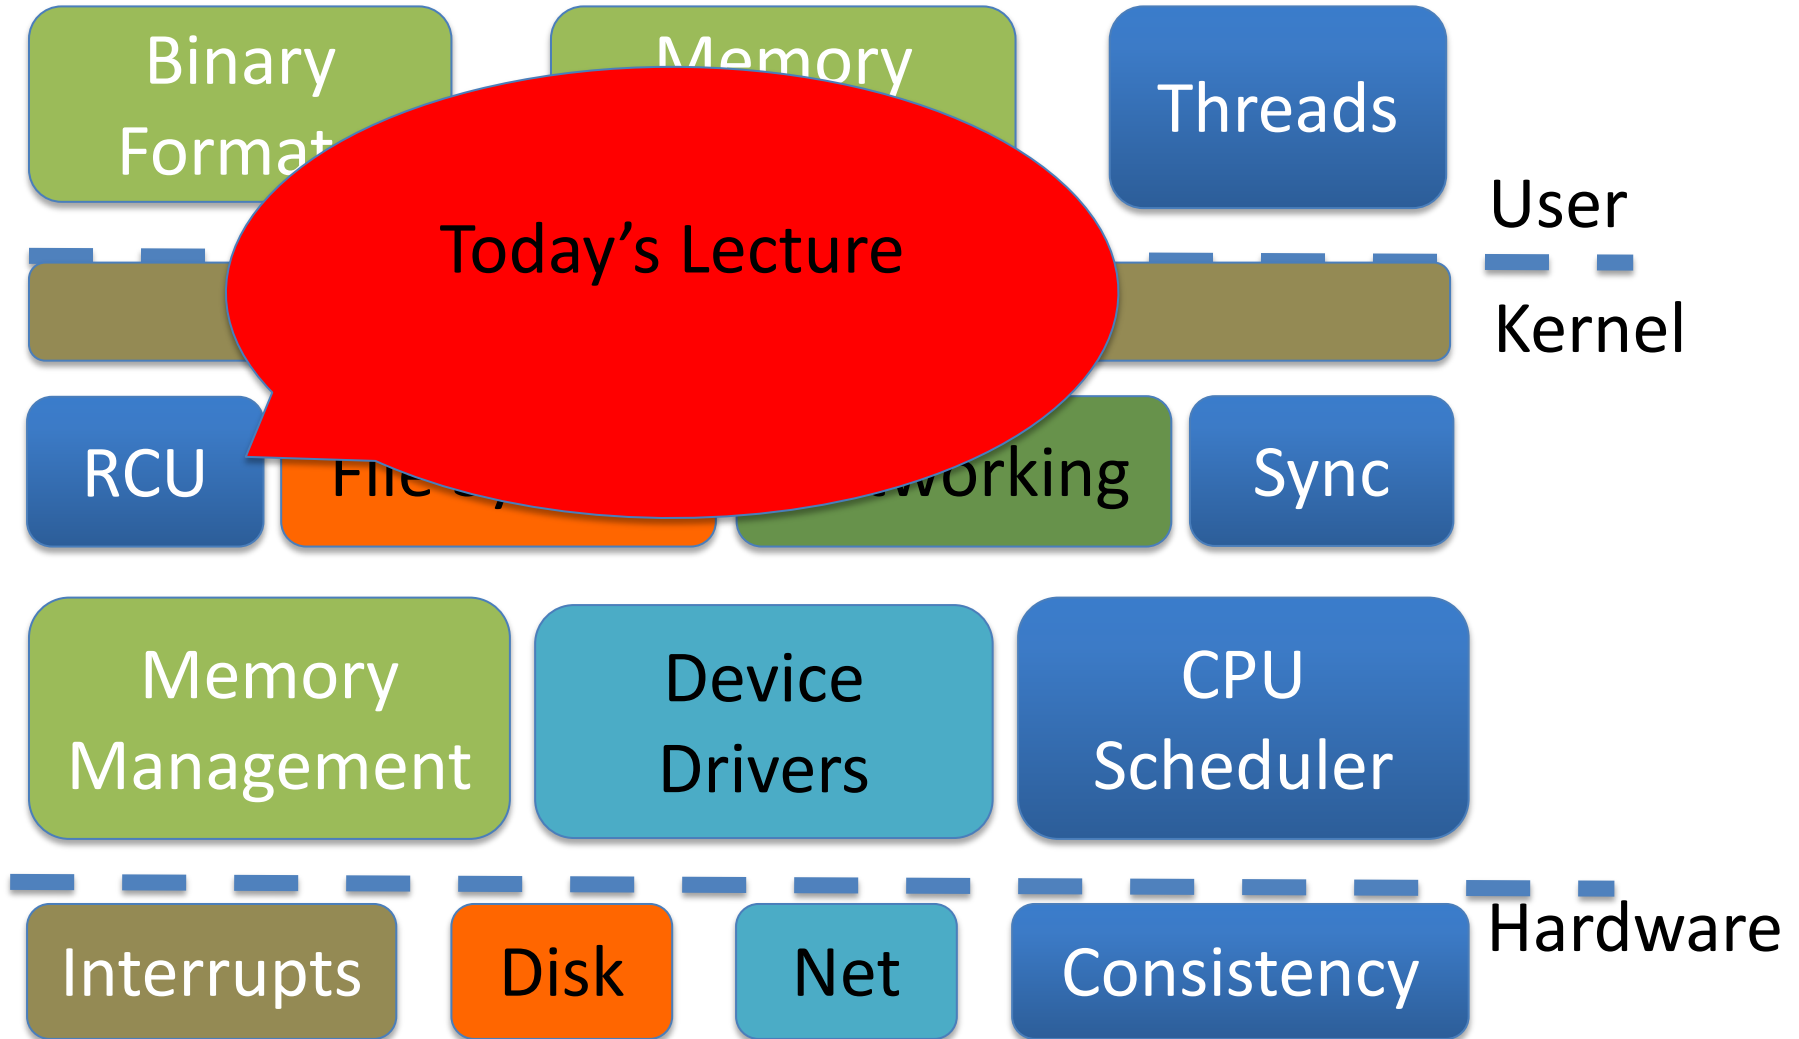 Binary
Format
Memory
Threads
User
Today's Lecture
Kernel
RCU
File
Sync
Memory
Management
Device
Drivers
CPU
Scheduler
Hardware
Interrupts
Disk
Net
Consistency